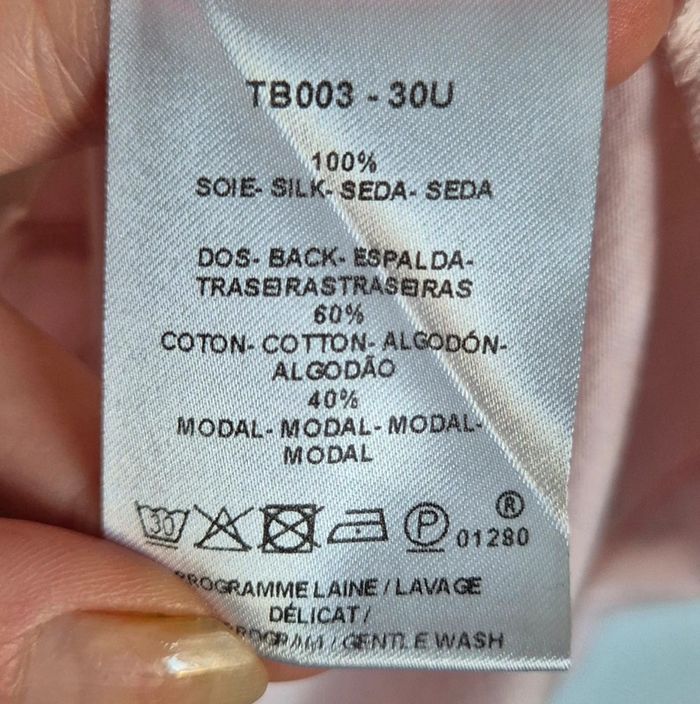 TB003 - 30U
100%
SOIE- SILK- SEDA- SEDA
DOS- BACK- ESPALDA-
TRASEIRASTRASEIRAS
60%
COTON- COTTON- ALGODÓN-
ALGODÃO
40%
MODAL- MODAL- MODAL-
MODAL
30 P ® 01280
PROGRAMME LAINE / LAVAGE
DÉLICAT /
/ GENTLE WASH